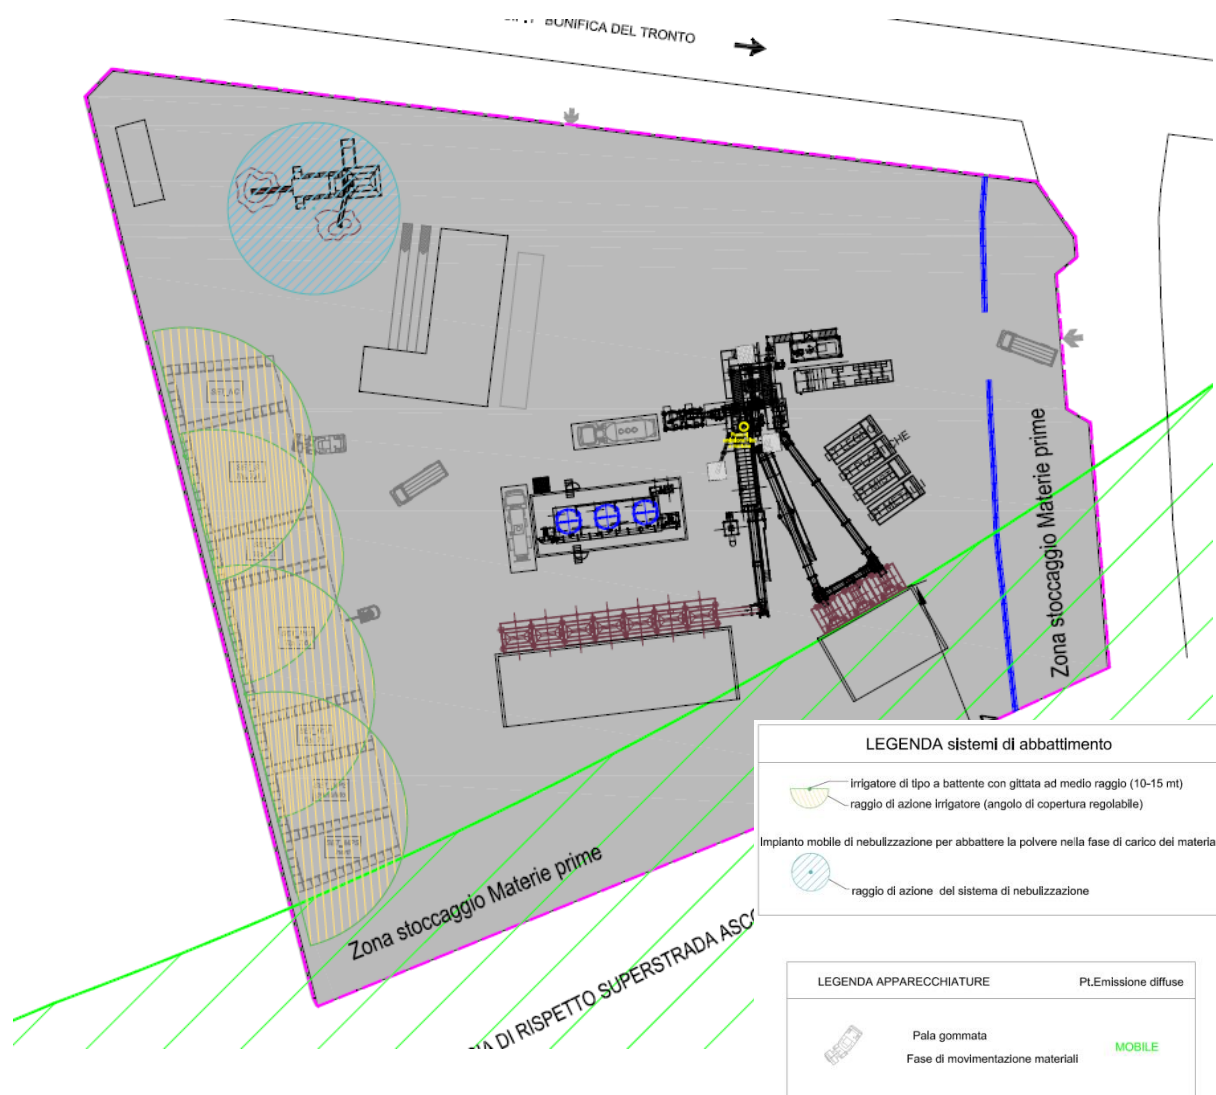 BONIFICA DEL TRONTO
Zona stoccaggio Materie prime
Zona stoccaggio Materie prime
DI RISPETTO SUPERSTRADA ASC
LEGENDA sistemi di abbattimento
irrigatore di tipo a battente con gittata ad medio raggio (10-15 mt)
raggio di azione irrigatore (angolo di copertura regolabile)
Impianto mobile di nebulizzazione per abbattere la polvere nella fase di carico dei materia
raggio di azione del sistema di nebulizzazione
LEGENDA APPARECCHIATURE
Pt.Emissione diffuse
Pala gommata
Fase di movimentazione materiali
MOBILE